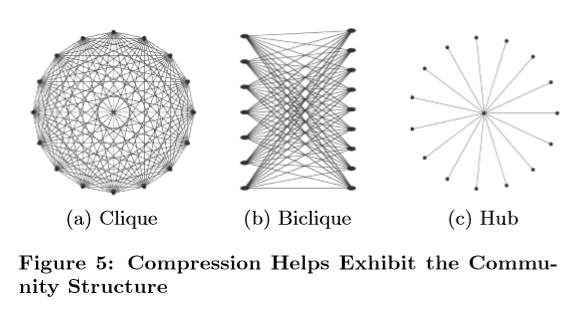 (a) Clique
(b) Biclique
(c) Hub
Figure 5: Compression Helps Exhibit the Commu-
nity Structure